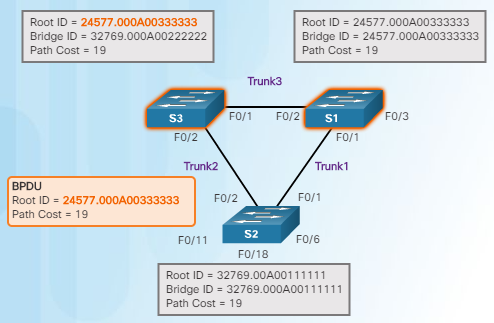 Root ID = 24577.000A00333333
Bridge ID = 32769.000A00222222
Path Cost = 19
Root ID = 24577.000A00333333
Bridge ID = 24577.000A00333333
Path Cost = 19
Trunk3
S3
F0/1
F0/2
S1
F0/3
F0/2
F0/1
Trunk2
Trunk1
BPDU
Root ID = 24577.000A00333333
Path Cost = 19
F0/2
F0/1
S2
F0/11
F0/6
F0/18
Root ID = 32769.00A00111111
Bridge ID = 32769.000A00111111
Path Cost = 19